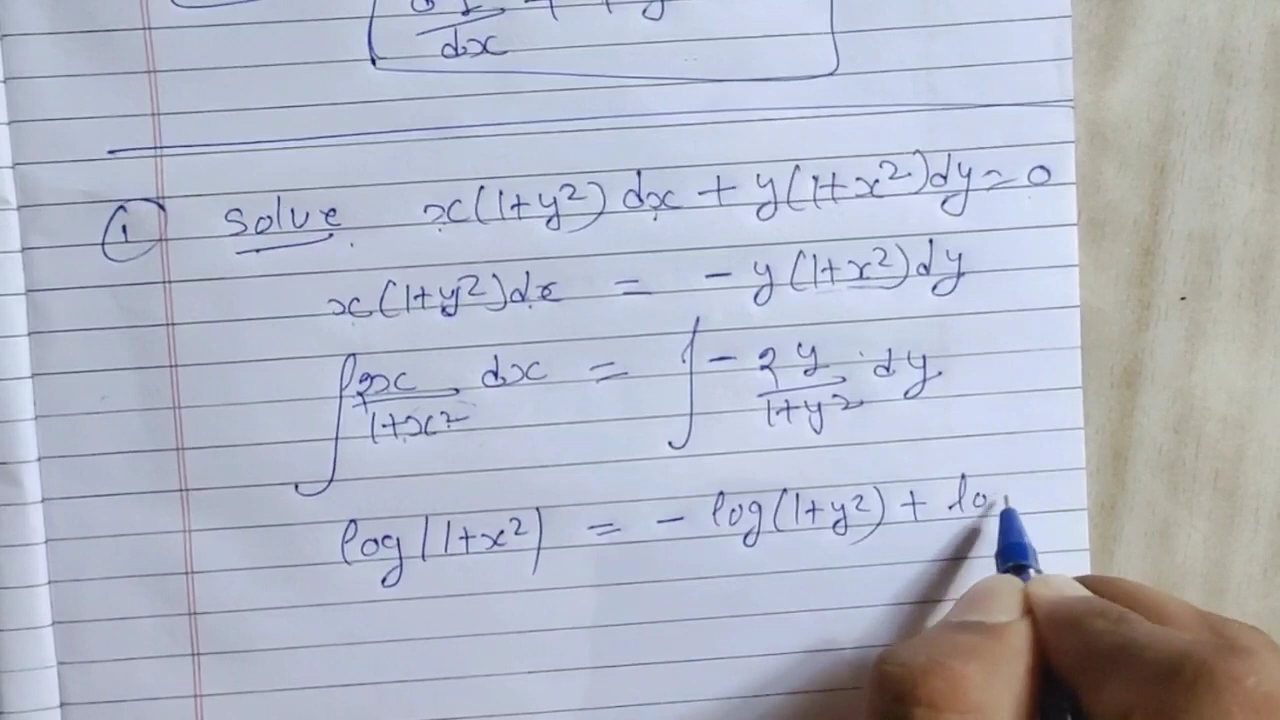 dx
① Solve x(1+y²) dx + y(1+x²)dy = 0
x(1+y²)dx = - y(1+x²)dy
∫ 2x/1+x² dx = ∫ - 2y/1+y² dy
log(1+x²) = - log(1+y²) + lo